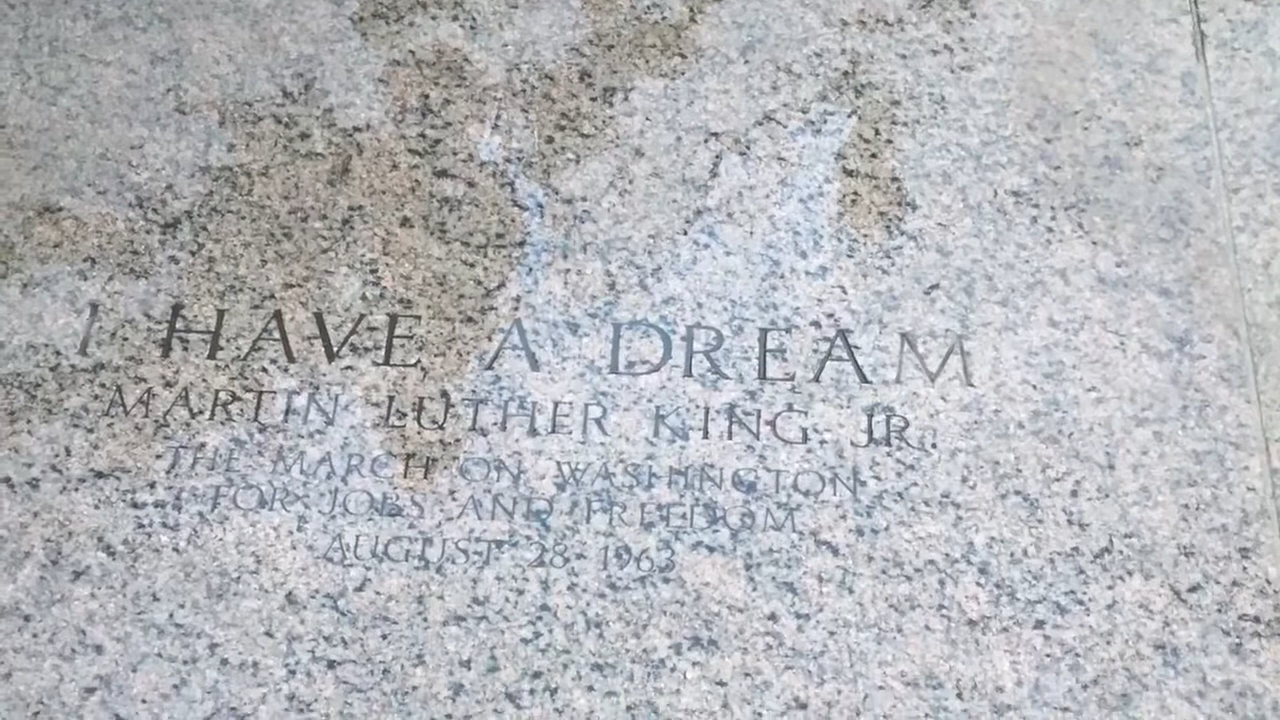 I HAVE A DREAM
MARTIN LUTHER KING JR.
THE MARCH ON WASHINGTON
FOR JOBS AND FREEDOM
AUGUST 28 1963